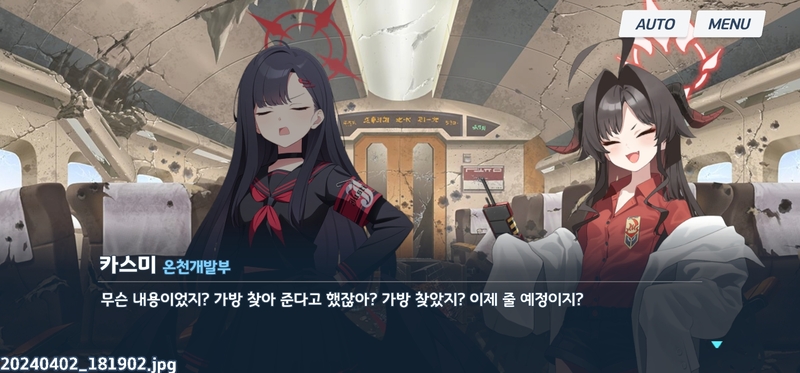 AUTO MENU
카스미 온천개발부
무슨 내용이었지? 가방 찾아 준다고 했잖아? 가방 찾았지? 이제 줄 예정이지?
20240402_181902.jpg